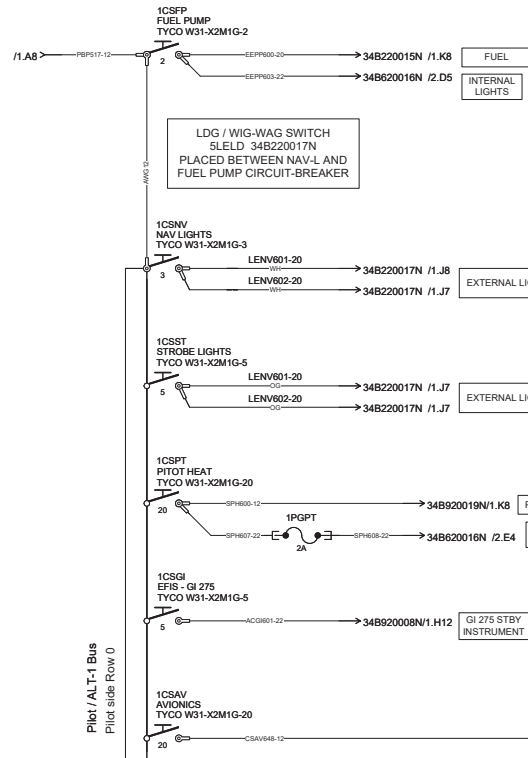 1CSFP
FUEL PUMP
TYCO W31-X2M1G-2
/1.A8
PBP517-12
2
EEPP600-20
34B220015N /1.K8
FUEL
EEPP603-22
34B620016N /2.D5
INTERNAL
LIGHTS
LDG / WIG-WAG SWITCH
5LELD 34B220017N
PLACED BETWEEN NAV-L AND
FUEL PUMP CIRCUIT-BREAKER
AWG 12
1CSNV
NAV LIGHTS
TYCO W31-X2M1G-3
3
LENV601-20
WH
34B220017N /1.J8
LENV602-20
WH
34B220017N /1.J7
EXTERNAL LIG
1CSST
STROBE LIGHTS
TYCO W31-X2M1G-5
5
LENV601-20
OG
34B220017N /1.J7
LENV602-20
OG
34B220017N /1.J7
EXTERNAL LIG
1CSPT
PITOT HEAT
TYCO W31-X2M1G-20
20
SPH600-12
34B920019N/1.K8
SPH607-22
1PGPT
2A
SPH608-22
34B620016N /2.E4
1CSGI
EFIS - GI 275
TYCO W31-X2M1G-5
5
ACGI601-22
34B920008N/1.H12
GI 275 STBY
INSTRUMENT
Pilot / ALT-1 Bus
Pilot side Row 0
1CSAV
AVIONICS
TYCO W31-X2M1G-20
20
CSAV648-12